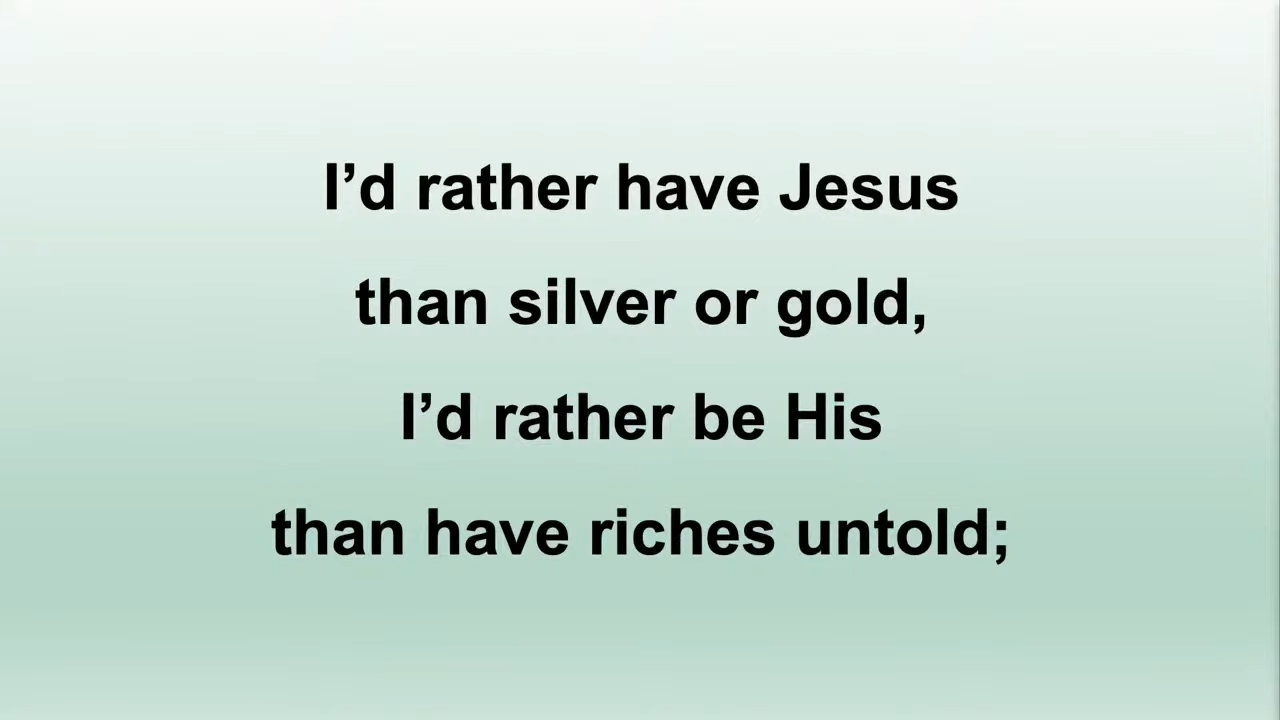 I’d rather have Jesus
than silver or gold,
I’d rather be His
than have riches untold;